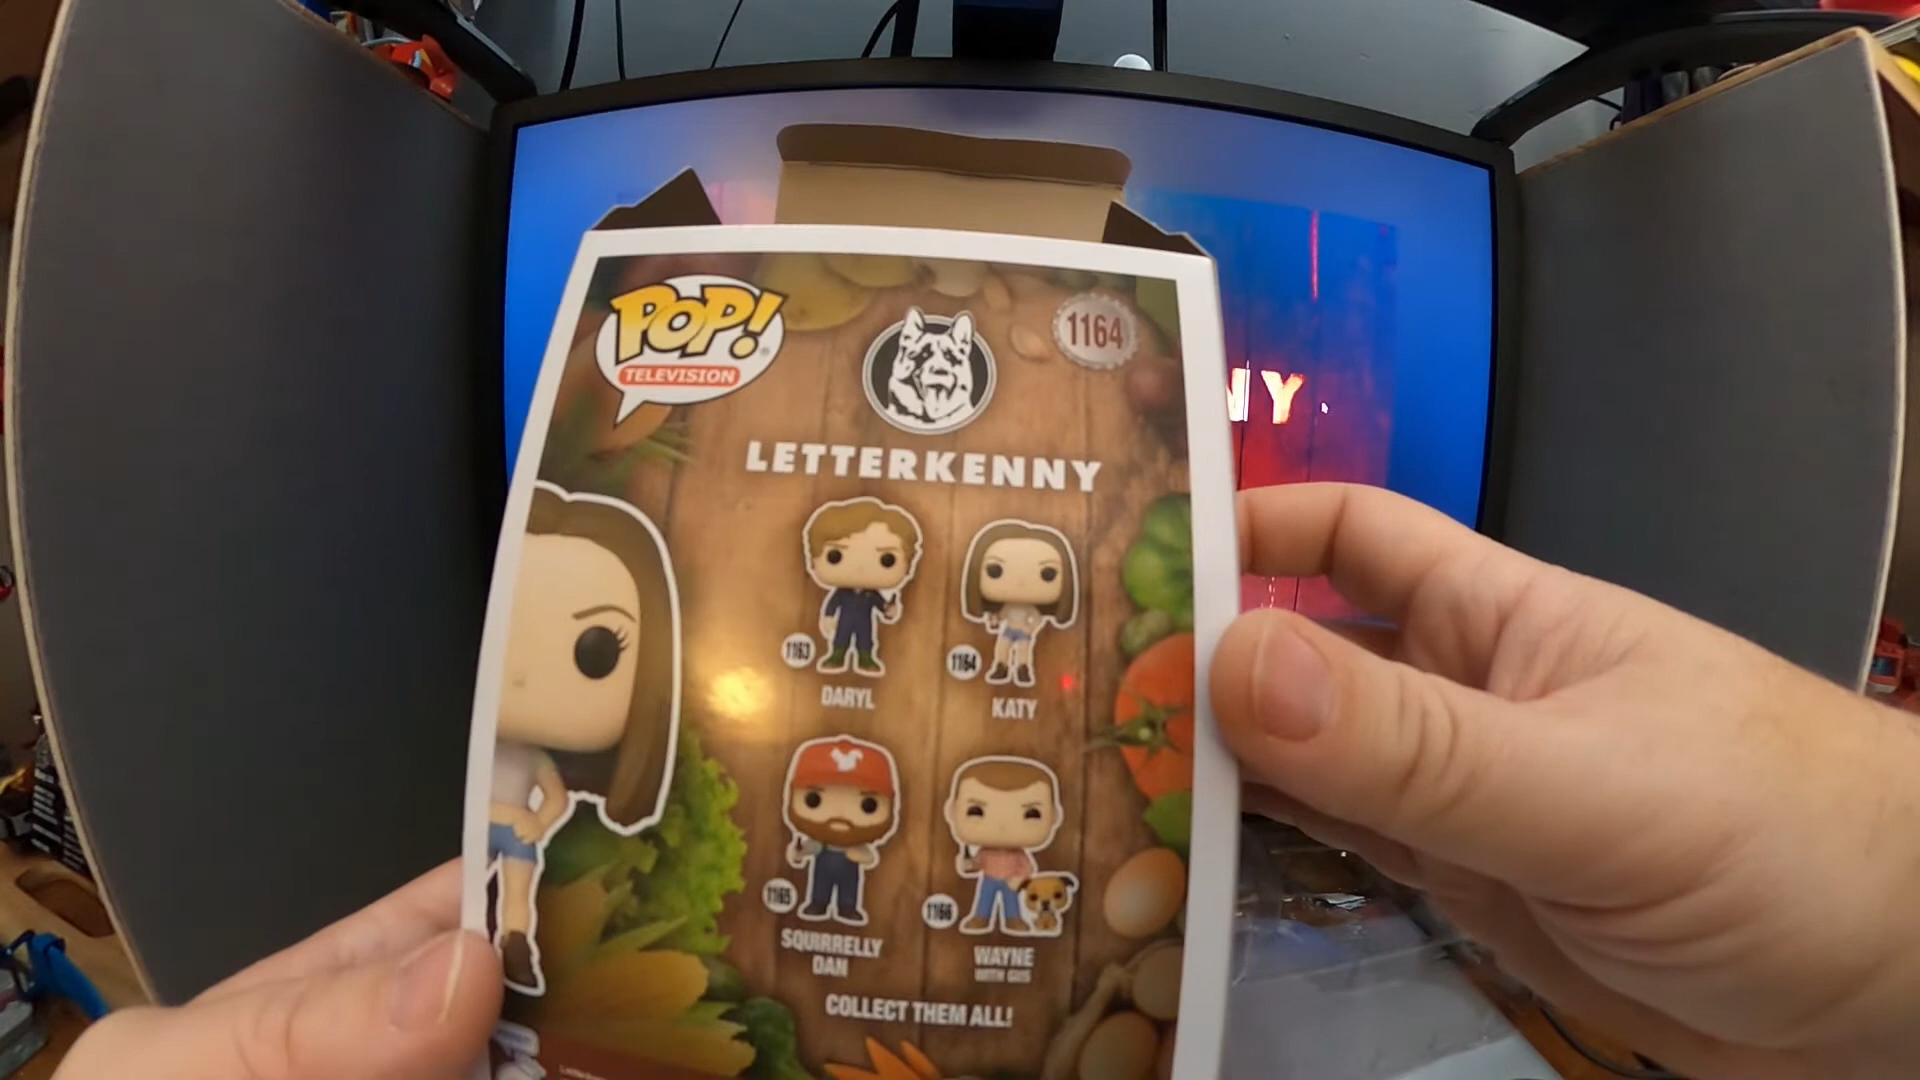 POP!
TELEVISION
1164
LETTERKENNY
NY
1163
DARYL
1164
KATY
1165
SQUIRRELLY
DAN
1166
WAYNE
WITH GUS
COLLECT THEM ALL!